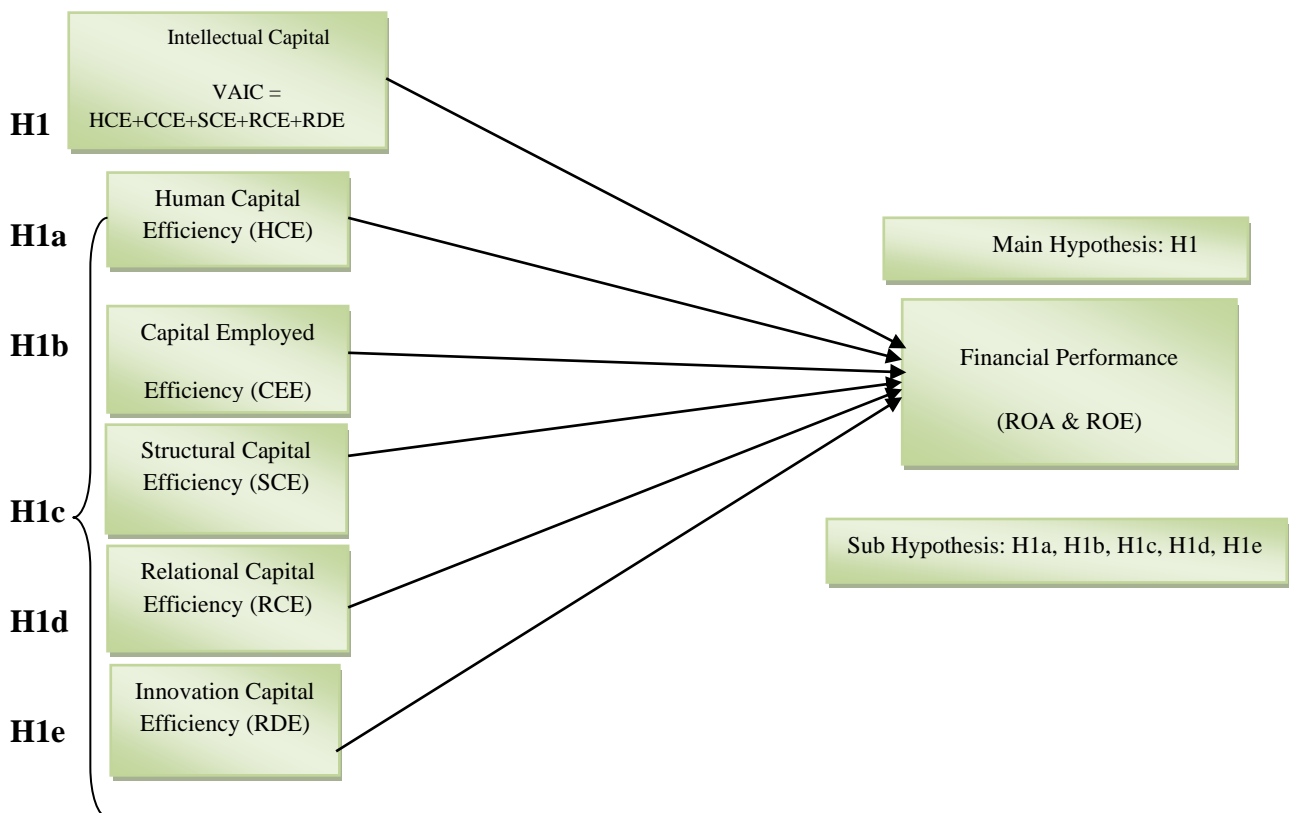 Intellectual Capital
VAIC =
HCE+CCE+SCE+RCE+RDE
H1
Human Capital
Efficiency (HCE)
H1a
Main Hypothesis: H1
Capital Employed
Efficiency (CEE)
H1b
Financial Performance
(ROA & ROE)
Structural Capital
Efficiency (SCE)
H1c
Sub Hypothesis: H1a, H1b, H1c, H1d, H1e
Relational Capital
Efficiency (RCE)
H1d
Innovation Capital
Efficiency (RDE)
H1e